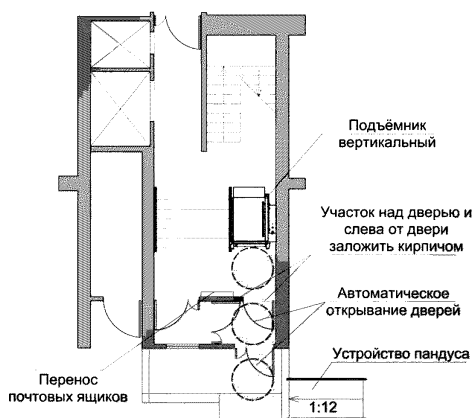 Подъёмник
вертикальный
Участок над дверью и
слева от двери
заложить кирпичом
Автоматическое
открывание дверей
Устройство пандуса
Перенос
почтовых ящиков
1:12